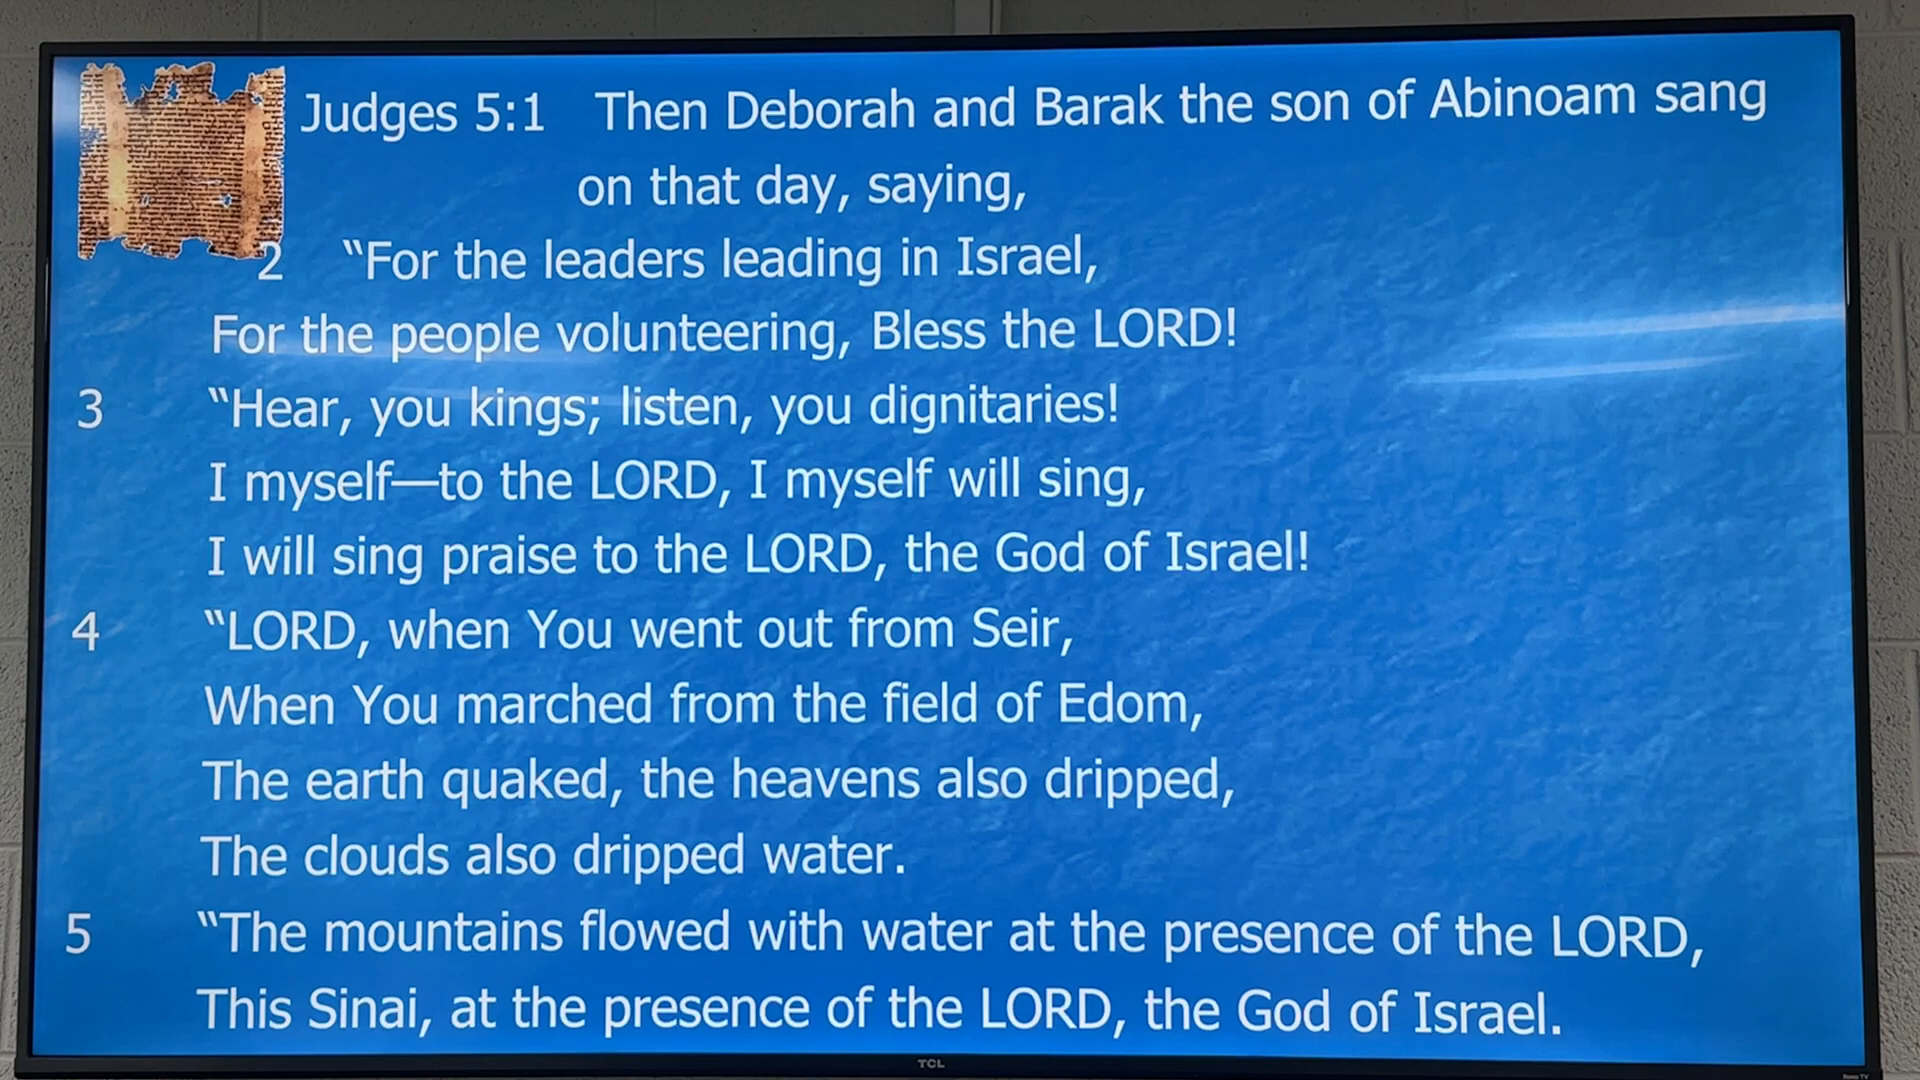 Judges 5:1 Then Deborah and Barak the son of Abinoam sang
on that day, saying,
2 “For the leaders leading in Israel,
For the people volunteering, Bless the LORD!
3 “Hear, you kings; listen, you dignitaries!
I myself—to the LORD, I myself will sing,
I will sing praise to the LORD, the God of Israel!
4 “LORD, when You went out from Seir,
When You marched from the field of Edom,
The earth quaked, the heavens also dripped,
The clouds also dripped water.
5 “The mountains flowed with water at the presence of the LORD,
This Sinai, at the presence of the LORD, the God of Israel.
TCL
Roku TV